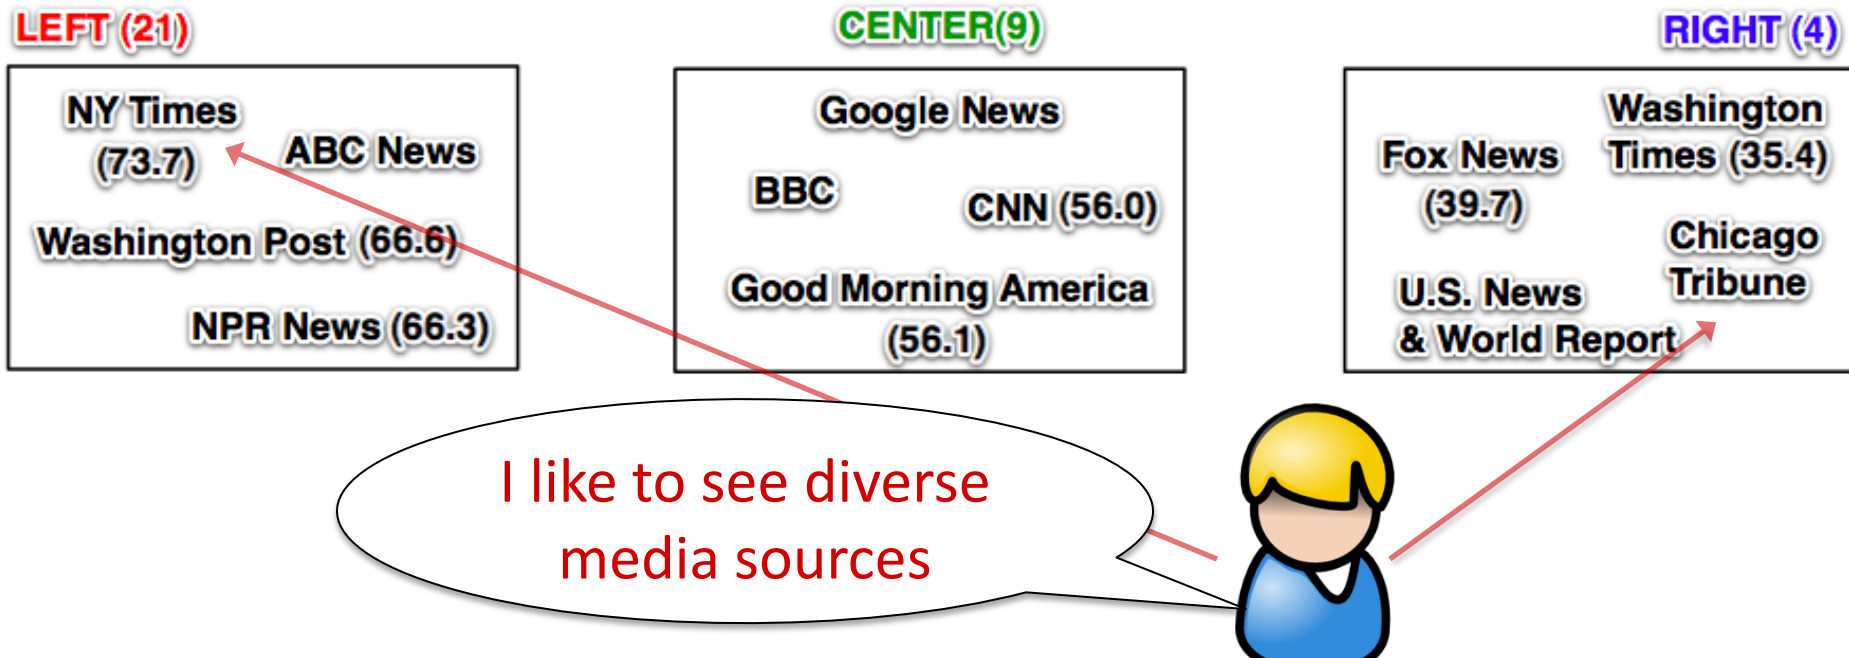 LEFT (21)
NY Times
(73.7)
ABC News
Washington Post (66.6)
NPR News (66.3)
CENTER(9)
Google News
BBC
CNN (56.0)
Good Morning America
(56.1)
RIGHT (4)
Washington
Times (35.4)
Fox News
(39.7)
Chicago
Tribune
U.S. News
& World Report
I like to see diverse
media sources